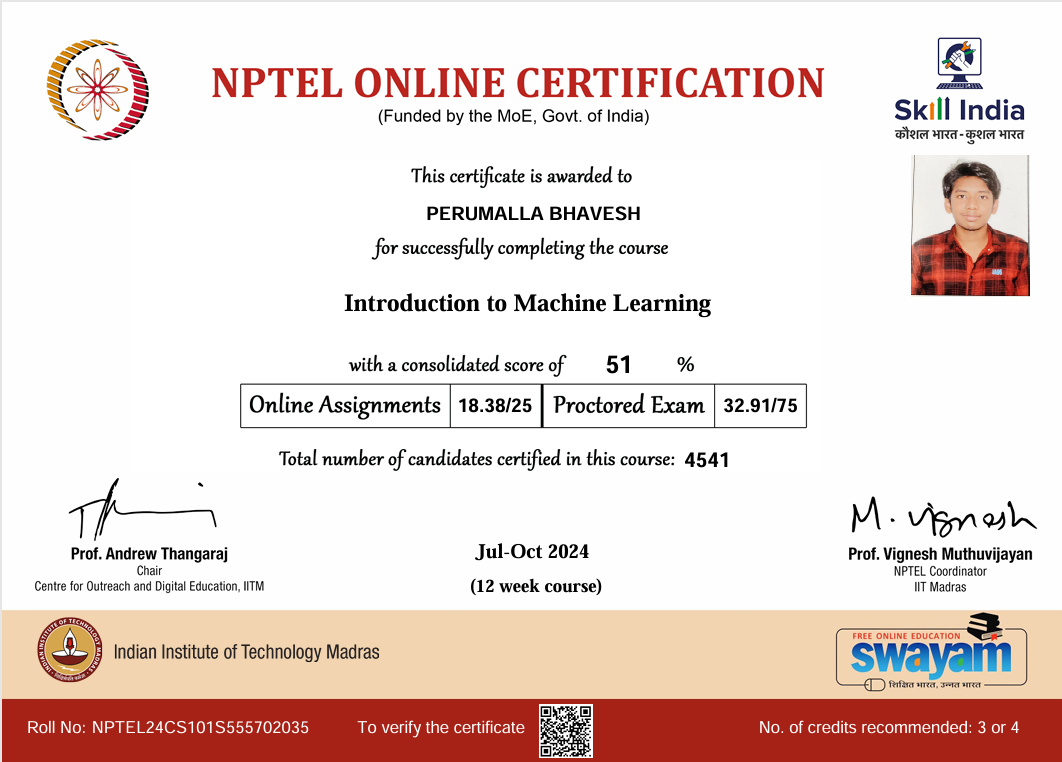 NPTEL ONLINE CERTIFICATION
(Funded by the MoE, Govt. of India)
Skill India
कौशल भारत - कुशल भारत
This certificate is awarded to
PERUMALLA BHAVESH
for successfully completing the course
Introduction to Machine Learning
with a consolidated score of 51 %
Online Assignments 18.38/25 Proctored Exam 32.91/75
Total number of candidates certified in this course: 4541
Prof. Andrew Thangaraj
Chair
Centre for Outreach and Digital Education, IITM
Jul-Oct 2024
(12 week course)
M. Vignesh
Prof. Vignesh Muthuvijayan
NPTEL Coordinator
IIT Madras
INDIAN INSTITUTE OF TECHNOLOGY MADRAS
Indian Institute of Technology Madras
FREE ONLINE EDUCATION
swayam
शिक्षित भारत, उन्नत भारत
Roll No: NPTEL24CS101S555702035
To verify the certificate
No. of credits recommended: 3 or 4